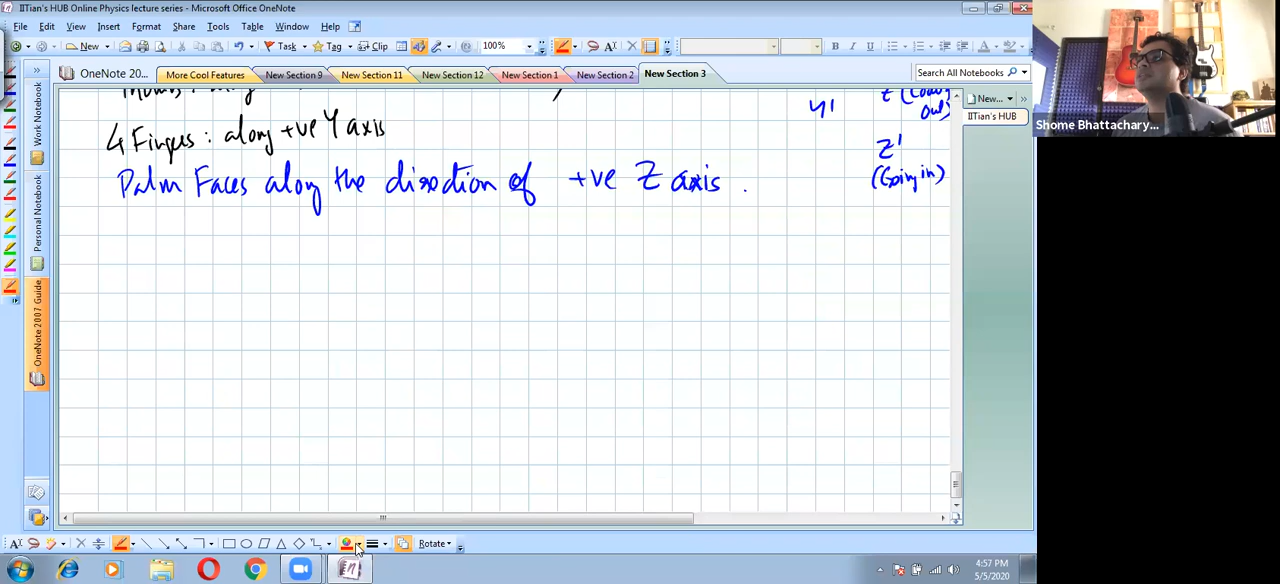 IITian's HUB Online Physics lecture series - Microsoft Office OneNote
File Edit View Insert Format Share Tools Table Window Help
New Task Tag Clip 100% A B I U A
OneNote 20... More Cool Features New Section 9 New Section 11 New Section 12 New Section 1 New Section 2 New Section 3 Search All Notebooks
New...
IITian's HUB
Work Notebook
Personal Notebook
OneNote 2007 Guide
4 Fingers : along +ve Y axis
Palm Faces along the direction of +ve Z axis .
Y'
Z (Coming
Out)
Z'
(Going in)
Shome Bhattachary...
Rotate
4:57 PM
5/5/2020